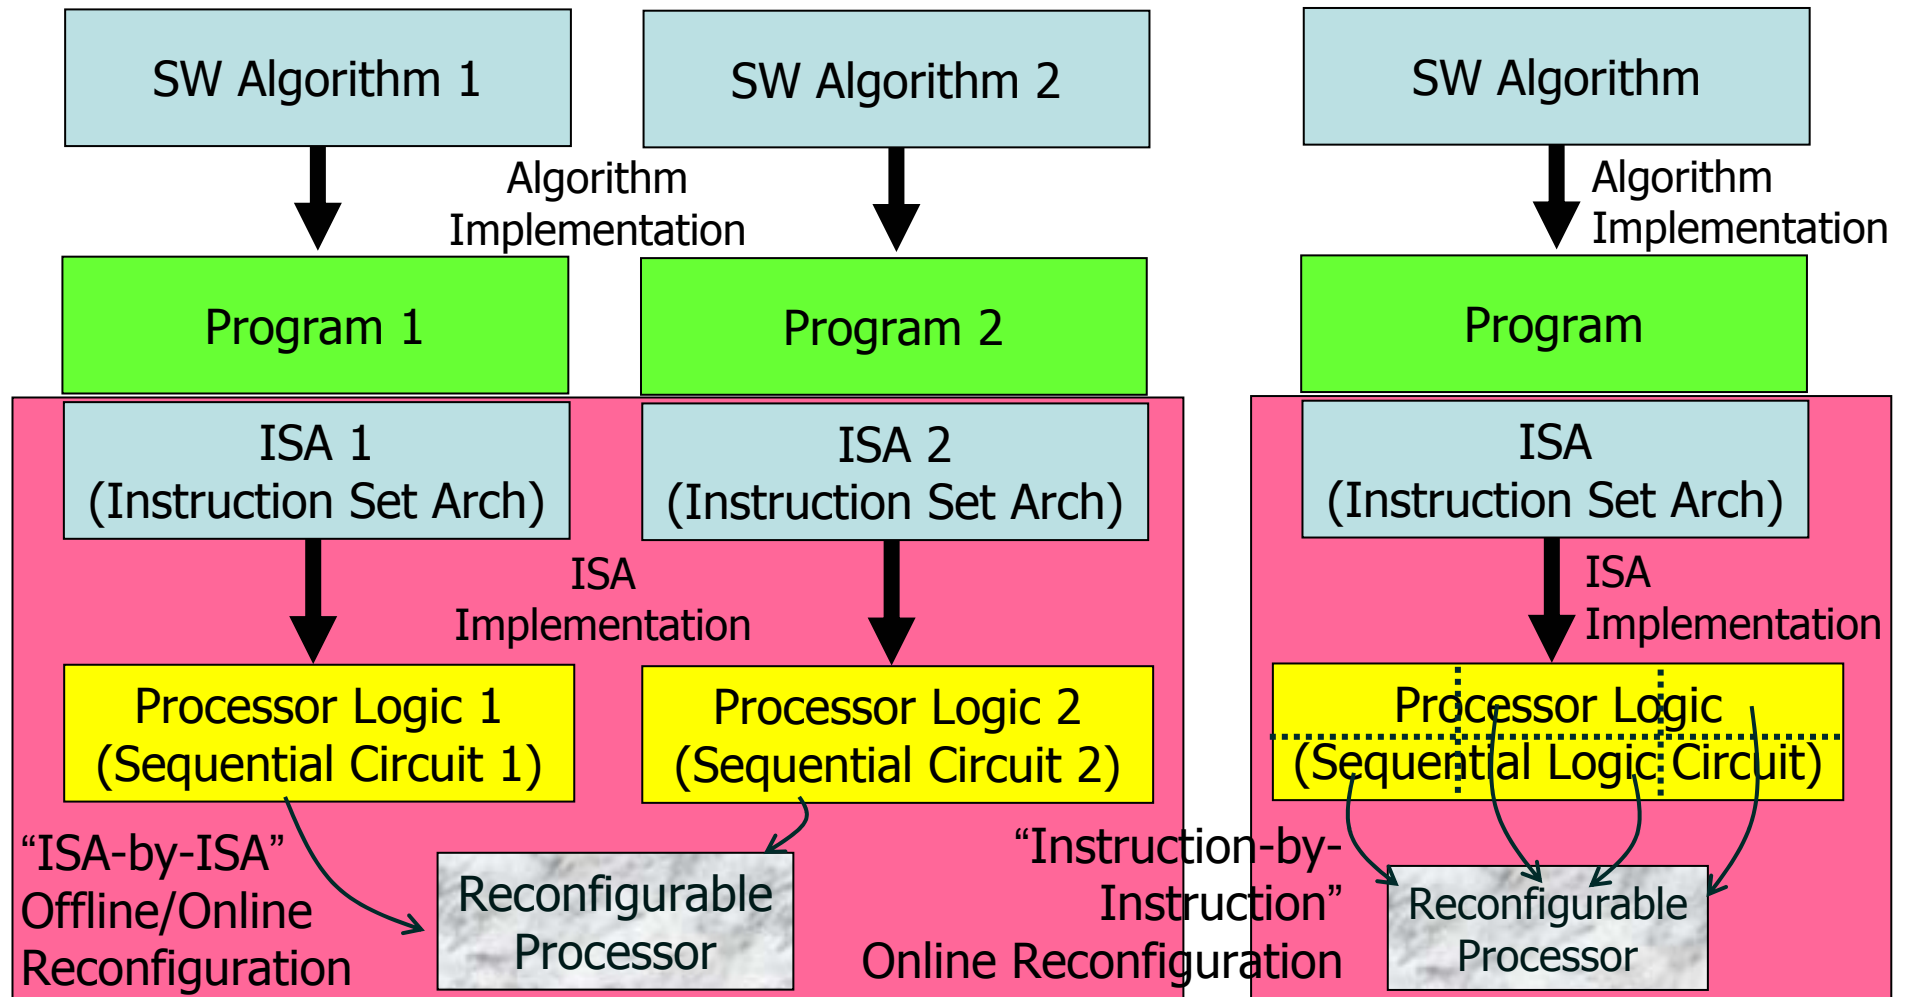 SW Algorithm 1
SW Algorithm 2
Algorithm
Implementation
Program 1
Program 2
ISA 1
(Instruction Set Arch)
ISA 2
(Instruction Set Arch)
ISA
Implementation
Processor Logic 1
(Sequential Circuit 1)
Processor Logic 2
(Sequential Circuit 2)
“ISA-by-ISA”
Offline/Online
Reconfiguration
Reconfigurable
Processor
SW Algorithm
Algorithm
Implementation
Program
ISA
(Instruction Set Arch)
ISA
Implementation
Processor Logic
(Sequential Logic Circuit)
“Instruction-by-
Instruction”
Online Reconfiguration
Reconfigurable
Processor